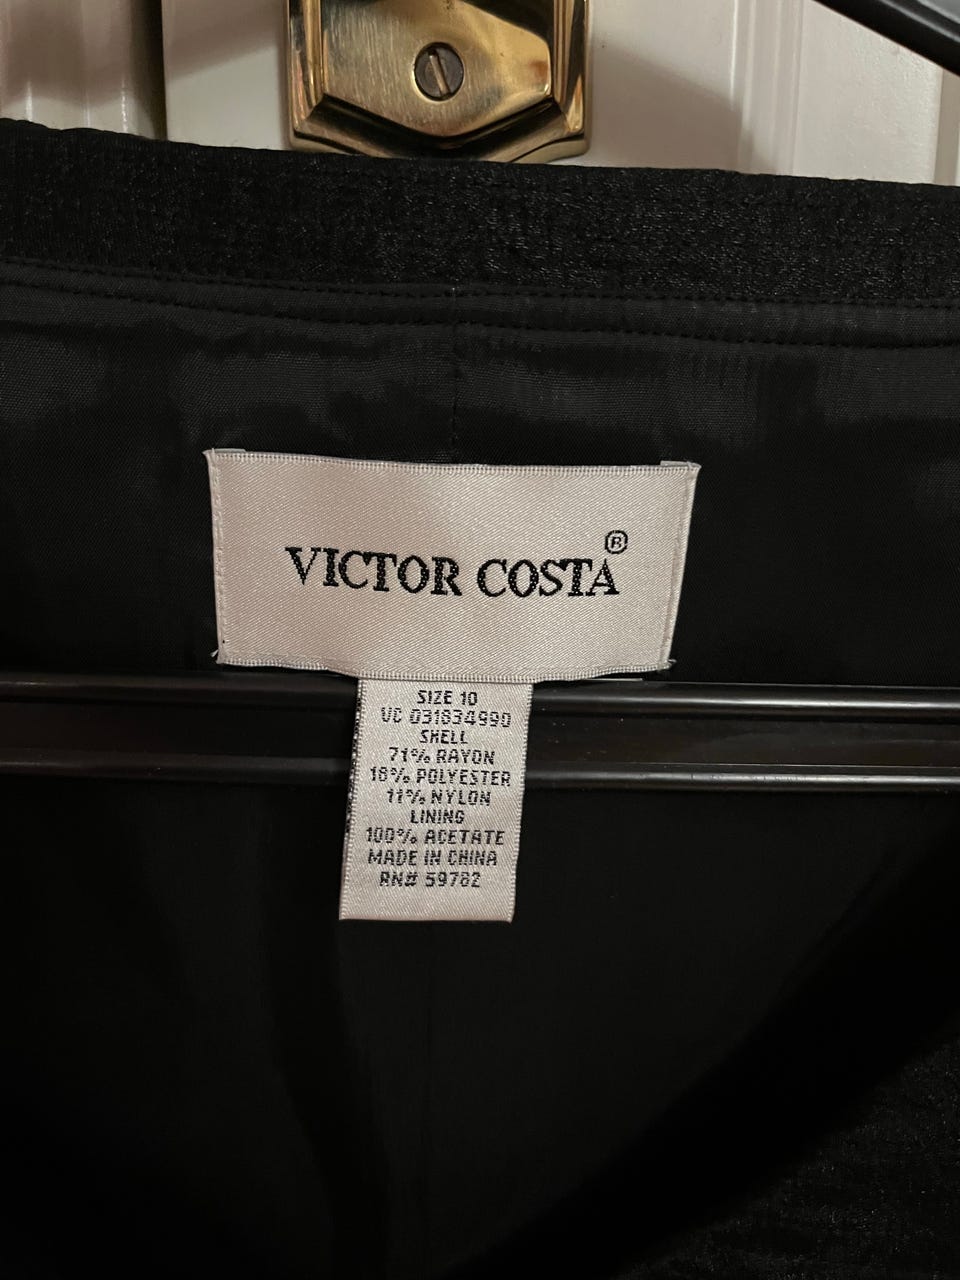 VICTOR COSTA®
SIZE 10
VC 031834990
SHELL
71% RAYON
18% POLYESTER
11% NYLON
LINING
100% ACETATE
MADE IN CHINA
RN# 59782